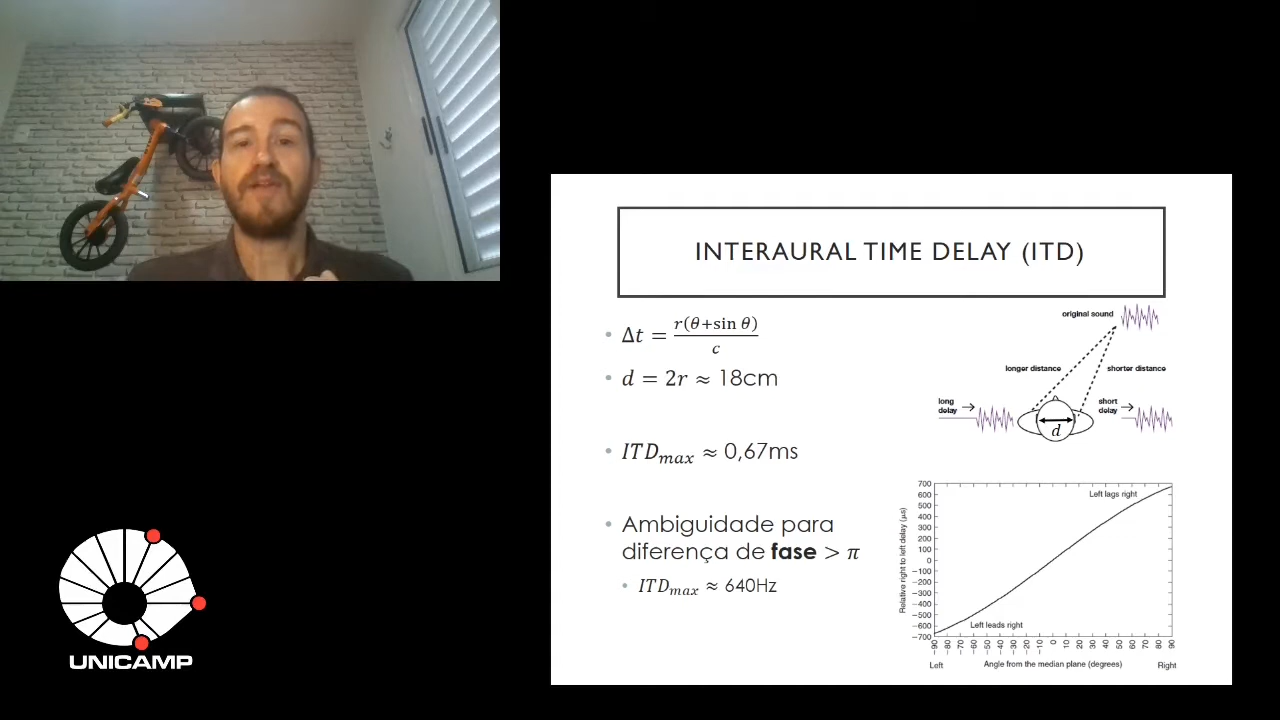 INTERAURAL TIME DELAY (ITD)
• Δt = r(θ+sin θ) / c
• d = 2r ≈ 18cm
• ITDmax ≈ 0,67ms
• Ambiguidade para
diferença de fase > π
• ITDmax ≈ 640Hz
original sound
longer distance
shorter distance
long
delay
short
delay
d
Relative right to left delay (μs)
700
600
500
400
300
200
100
0
−100
−200
−300
−400
−500
−600
−700
Left lags right
Left leads right
−90 −80 −70 −60 −50 −40 −30 −20 −10 0 10 20 30 40 50 60 70 80 90
Left Angle from the median plane (degrees) Right
UNICAMP